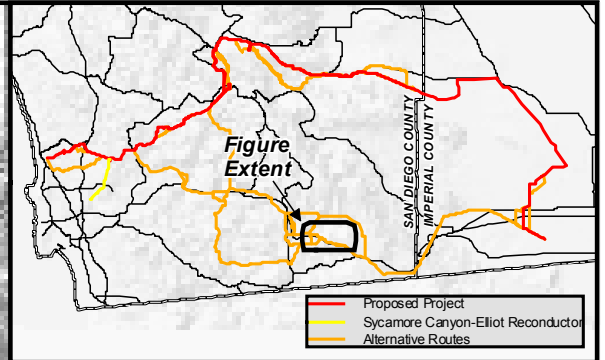 Figure
Extent
SAN DIEGO COUNTY
IMPERIAL COUNTY
Proposed Project
Sycamore Canyon-Elliot Reconductor
Alternative Routes